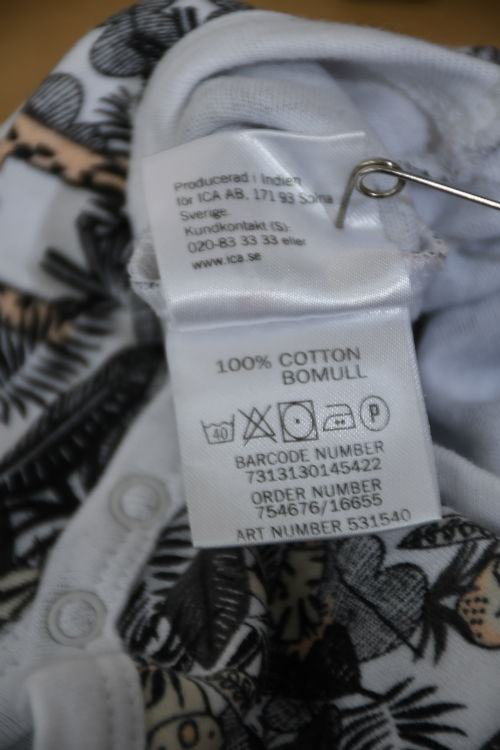 Producerad i Indien
för ICA AB, 171 93 Solna
Sverige.
Kundkontakt (S):
020-83 33 33 eller
www.ica.se
100% COTTON
BOMULL
40
P
BARCODE NUMBER
7313130145422
ORDER NUMBER
754676/16655
ART NUMBER 531540